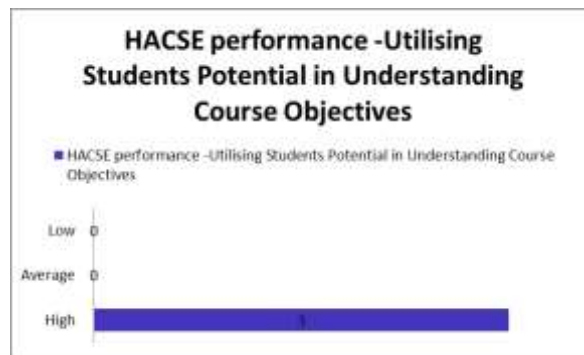 HACSE performance -Utilising
Students Potential in Understanding
Course Objectives
HACSE performance -Utilising Students Potential in Understanding Course
Objectives
Low 0
Average 0
High